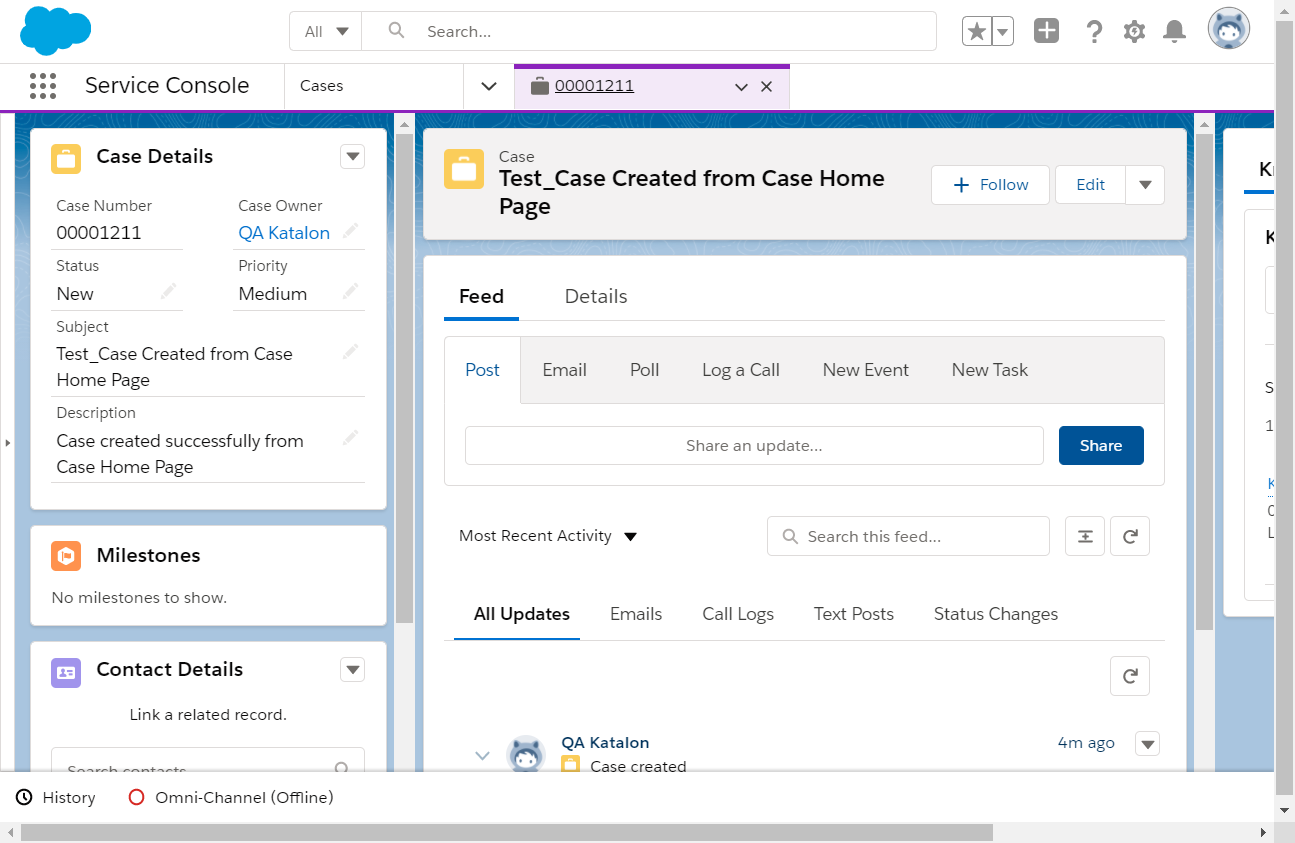 All
Search...
Service Console
Cases
00001211
Case Details
Case Number
Case Owner
00001211
QA Katalon
Status
Priority
New
Medium
Subject
Test_Case Created from Case
Home Page
Description
Case created successfully from
Case Home Page
Milestones
No milestones to show.
Contact Details
Link a related record.
Search contacts
Case
Test_Case Created from Case Home
Page
Follow
Edit
Feed
Details
Post
Email
Poll
Log a Call
New Event
New Task
Share an update...
Share
Most Recent Activity
Search this feed...
All Updates
Emails
Call Logs
Text Posts
Status Changes
QA Katalon
4m ago
Case created
History
Omni-Channel (Offline)